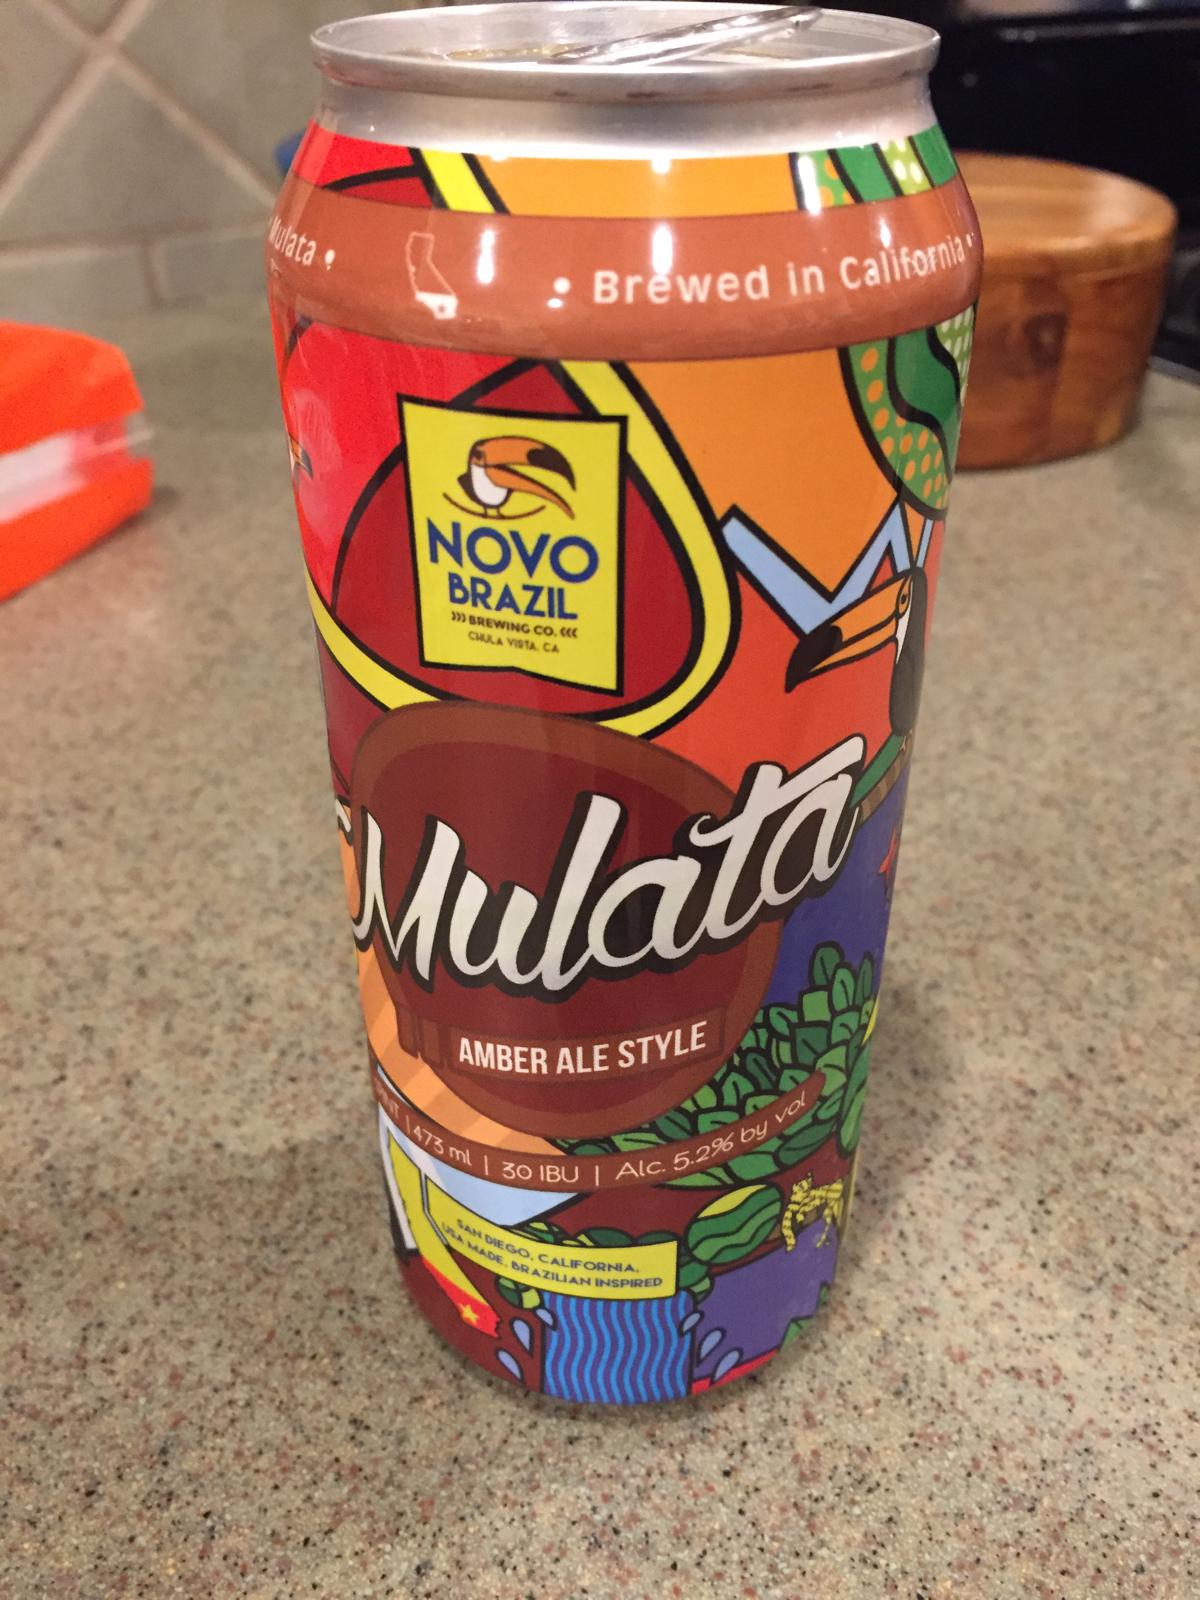 Mulata •
• Brewed in California •
NOVO
BRAZIL
››› BREWING CO. ‹‹‹
CHULA VISTA, CA
Mulata
AMBER ALE STYLE
| 473 ml | 30 IBU | Alc. 5.2% by vol
SAN DIEGO, CALIFORNIA,
USA MADE, BRAZILIAN INSPIRED